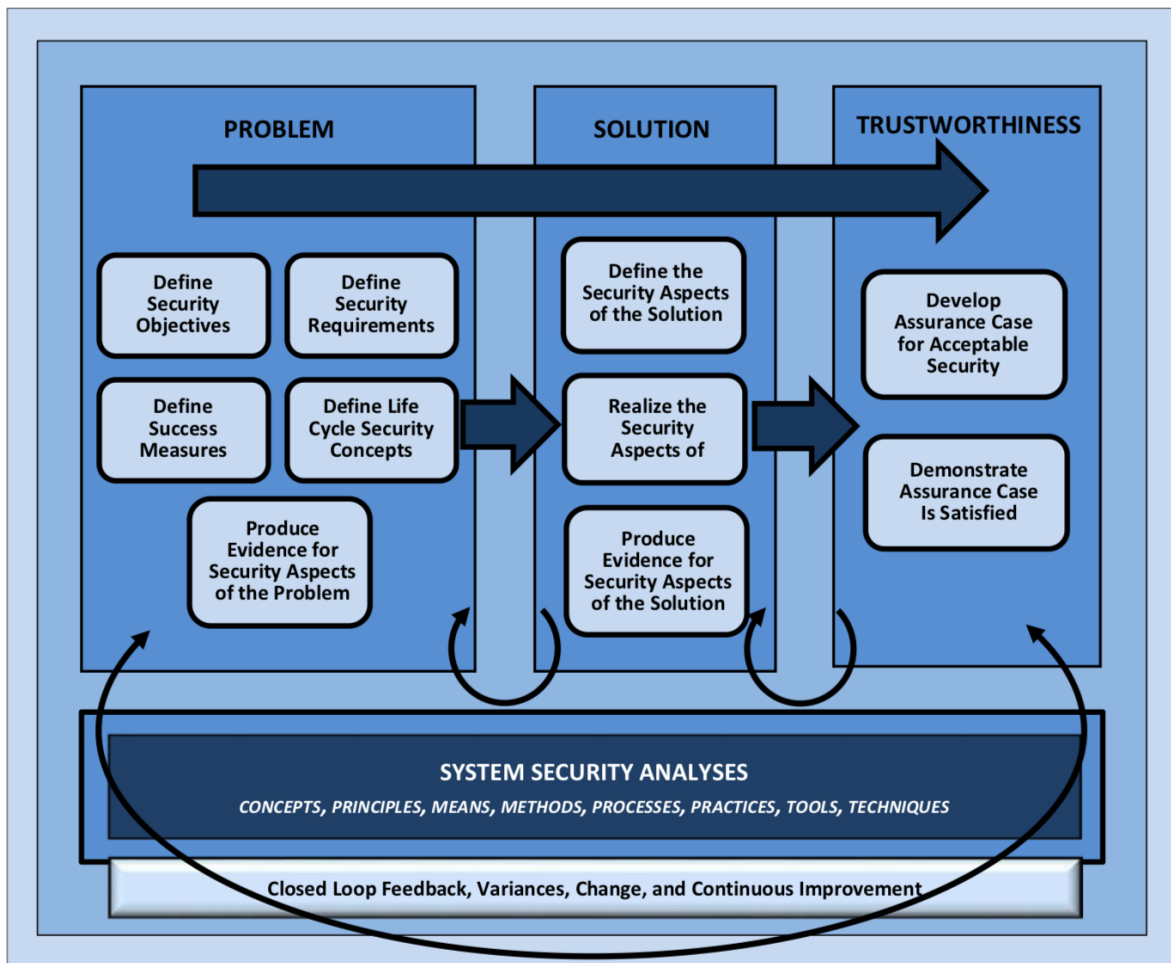 PROBLEM
Define
Security
Objectives
Define
Security
Requirements
Define
Success
Measures
Define Life
Cycle Security
Concepts
Produce
Evidence for
Security Aspects
of the Problem
SOLUTION
Define the
Security Aspects
of the Solution
Realize the
Security
Aspects of
Produce
Evidence for
Security Aspects
of the Solution
TRUSTWORTHINESS
Develop
Assurance Case
for Acceptable
Security
Demonstrate
Assurance Case
Is Satisfied
SYSTEM SECURITY ANALYSES
CONCEPTS, PRINCIPLES, MEANS, METHODS, PROCESSES, PRACTICES, TOOLS, TECHNIQUES
Closed Loop Feedback, Variances, Change, and Continuous Improvement